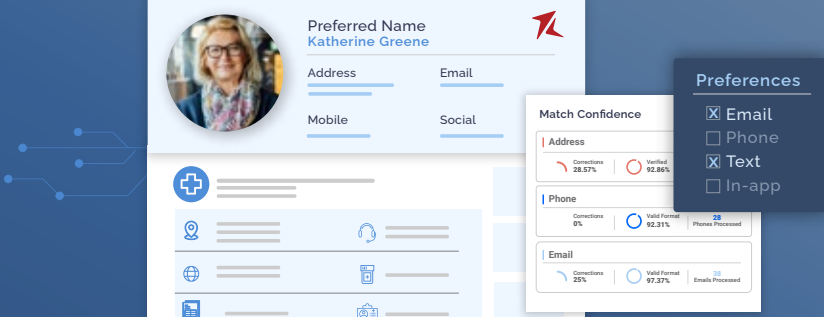 Preferred Name
Katherine Greene
Address
Email
Mobile
Social
Match Confidence
Address
Corrections
28.57%
Verified
92.86%
Phone
Corrections
0%
Valid Format
92.31%
28
Phones Processed
Email
Corrections
25%
Valid Format
97.37%
38
Emails Processed
Preferences
X Email
Phone
X Text
In-app